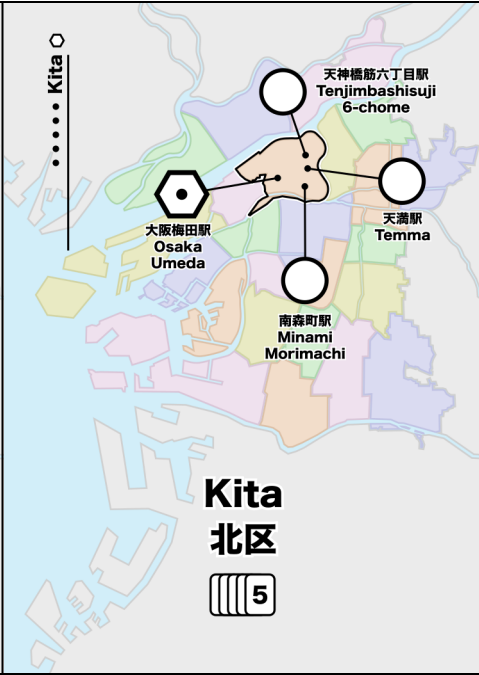 Kita
天神橋筋六丁目駅
Tenjimbashisuji
6-chome
大阪梅田駅
Osaka
Umeda
天満駅
Temma
南森町駅
Minami
Morimachi
Kita
北区
5